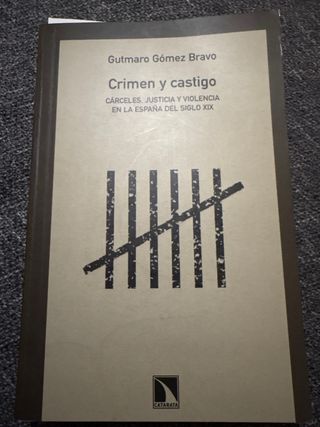 Gutmaro Gómez Bravo
Crimen y castigo
CÁRCELES, JUSTICIA Y VIOLENCIA
EN LA ESPAÑA DEL SIGLO XIX
CATARATA